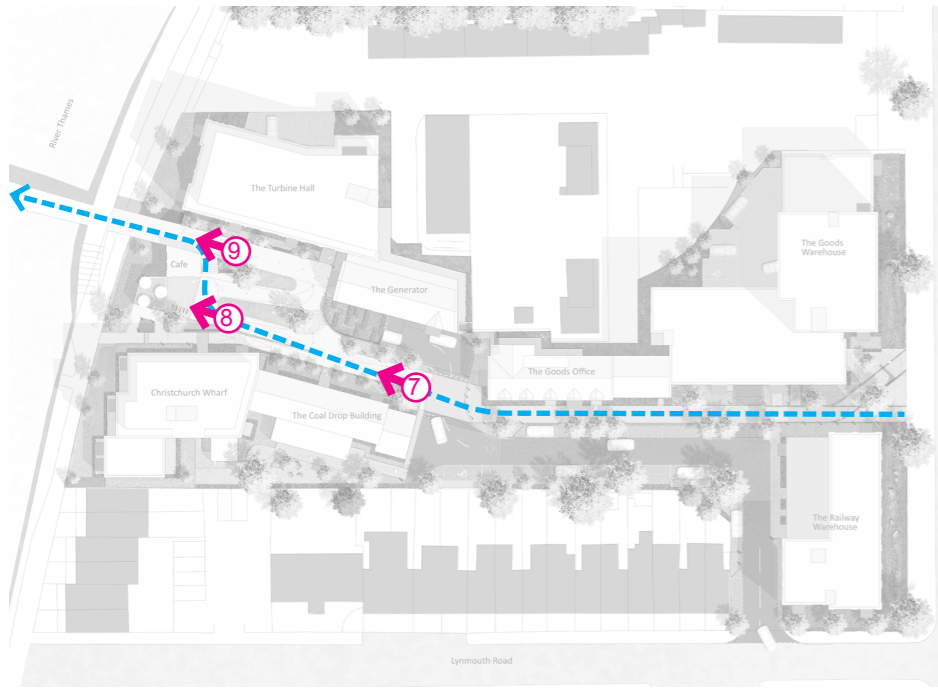 River Thames
The Turbine Hall
9
Cafe
The Goods
Warehouse
The Generator
8
The Goods Office
7
Christchurch Wharf
The Coal Drop Building
The Railway
Warehouse
Lynmouth Road